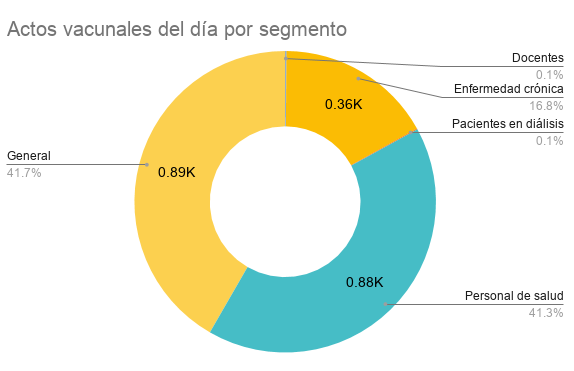 Actos vacunales del día por segmento
Docentes
0.1%
Enfermedad crónica
16.8%
Pacientes en diálisis
0.1%
0.36K
General
41.7%
0.89K
0.88K
Personal de salud
41.3%